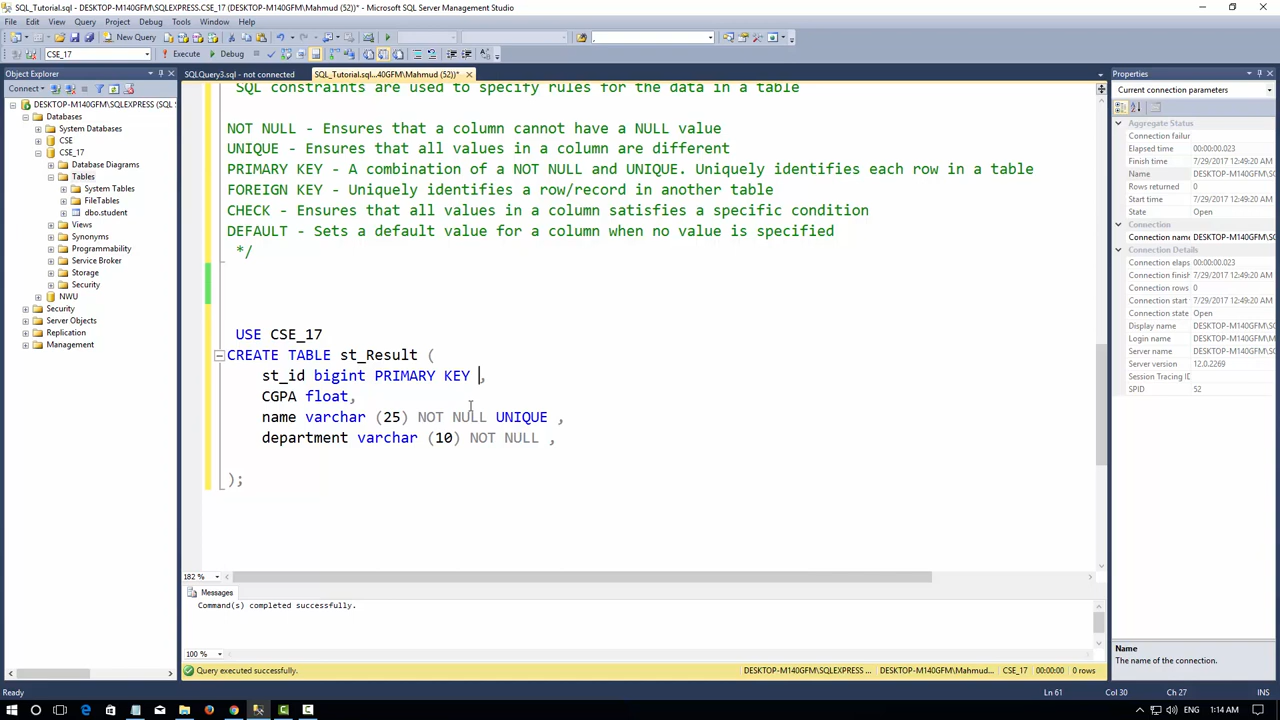 SQL_Tutorial.sql - DESKTOP-M140GFM\SQLEXPRESS.CSE_17 (DESKTOP-M140GFM\Mahmud (52))* - Microsoft SQL Server Management Studio
File Edit View Query Project Debug Tools Window Help
New Query
CSE_17 Execute Debug
Object Explorer
Connect
DESKTOP-M140GFM\SQLEXPRESS (SQL S
Databases
System Databases
CSE
CSE_17
Database Diagrams
Tables
System Tables
FileTables
dbo.student
Views
Synonyms
Programmability
Service Broker
Storage
Security
NWU
Security
Server Objects
Replication
Management
SQLQuery3.sql - not connected
SQL_Tutorial.sql...40GFM\Mahmud (52))*
SQL constraints are used to specify rules for the data in a table
NOT NULL - Ensures that a column cannot have a NULL value
UNIQUE - Ensures that all values in a column are different
PRIMARY KEY - A combination of a NOT NULL and UNIQUE. Uniquely identifies each row in a table
FOREIGN KEY - Uniquely identifies a row/record in another table
CHECK - Ensures that all values in a column satisfies a specific condition
DEFAULT - Sets a default value for a column when no value is specified
*/
USE CSE_17
CREATE TABLE st_Result (
st_id bigint PRIMARY KEY ,
CGPA float,
name varchar (25) NOT NULL UNIQUE ,
department varchar (10) NOT NULL ,
);
182 %
Messages
Command(s) completed successfully.
100 %
Query executed successfully.
DESKTOP-M140GFM\SQLEXPRESS ... DESKTOP-M140GFM\Mahmud... CSE_17 00:00:00 0 rows
Properties
Current connection parameters
Aggregate Status
Connection failur
Elapsed time 00:00:00.023
Finish time 7/29/2017 12:49:20 AM
Name DESKTOP-M140GFM\SQ
Rows returned 0
Start time 7/29/2017 12:49:20 AM
State Open
Connection
Connection name DESKTOP-M140GFM\SQ
Connection Details
Connection elaps 00:00:00.023
Connection finish 7/29/2017 12:49:20 AM
Connection rows 0
Connection start 7/29/2017 12:49:20 AM
Connection state Open
Display name DESKTOP-M140GFM\SQ
Login name DESKTOP-M140GFM\Ma
Server name DESKTOP-M140GFM\SQ
Server version 12.0.2269
Session Tracing ID
SPID 52
Name
The name of the connection.
Ready Ln 61 Col 30 Ch 27 INS
1:14 AM